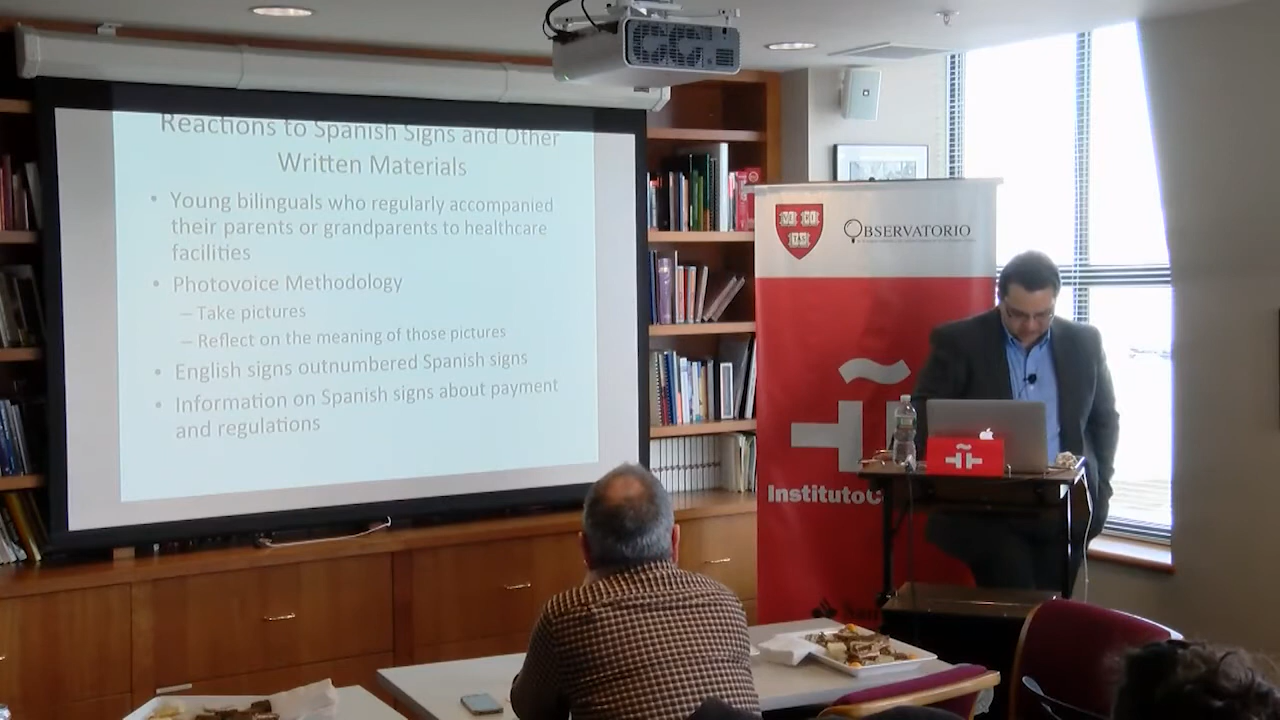 Reactions to Spanish Signs and Other
Written Materials
• Young bilinguals who regularly accompanied
their parents or grandparents to healthcare
facilities
• Photovoice Methodology
– Take pictures
– Reflect on the meaning of those pictures
• English signs outnumbered Spanish signs
• Information on Spanish signs about payment
and regulations
OBSERVATORIO
Instituto